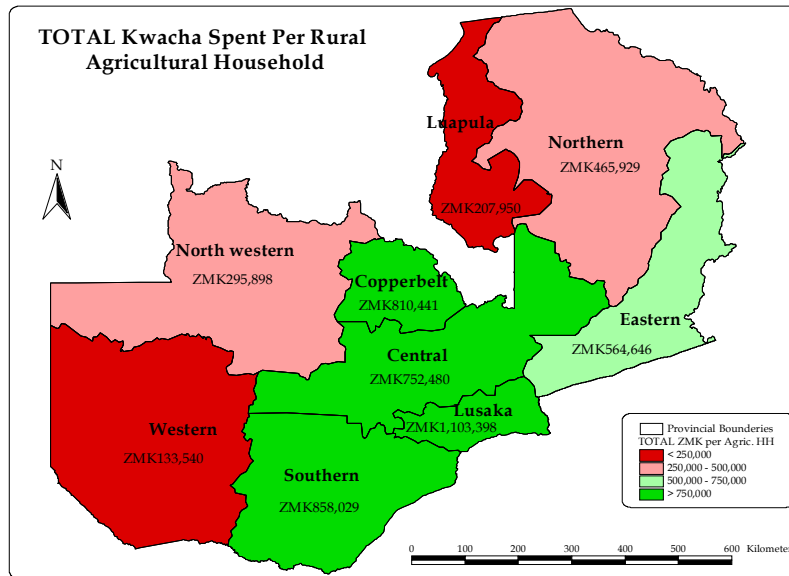 TOTAL Kwacha Spent Per Rural
Agricultural Household
N
Luapula
ZMK207,950
Northern
ZMK465,929
North western
ZMK295,898
Copperbelt
ZMK810,441
Eastern
ZMK564,646
Central
ZMK752,480
Lusaka
ZMK1,103,398
Western
ZMK133,540
Southern
ZMK858,029
Provincial Bounderies
TOTAL ZMK per Agric. HH
< 250,000
250,000 - 500,000
500,000 - 750,000
> 750,000
0 100 200 300 400 500 600 Kilometer